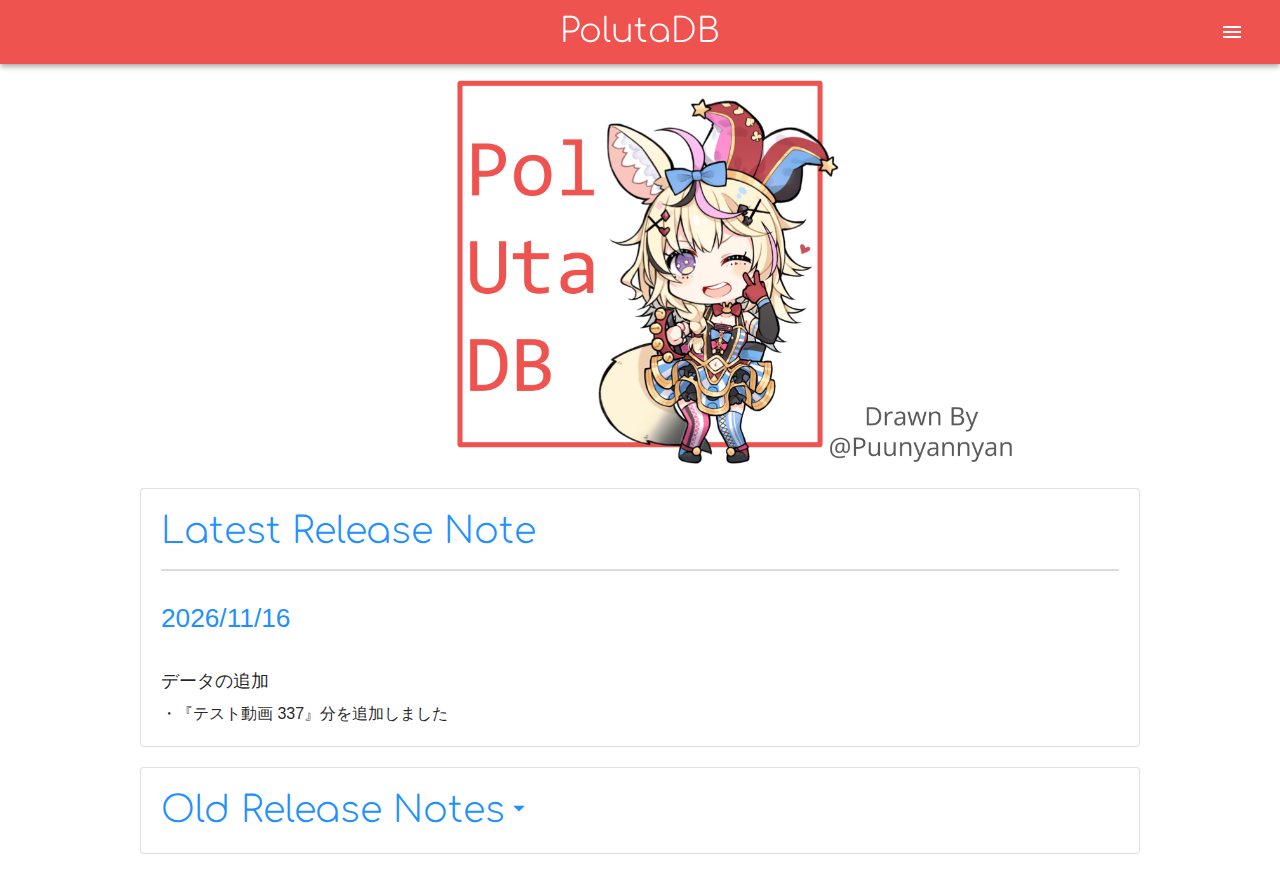 PolutaDB
Pol
Uta
DB
Drawn By
@Puunyannyan
Latest Release Note
2026/11/16
データの追加
・『テスト動画 337』分を追加しました
Old Release Notes